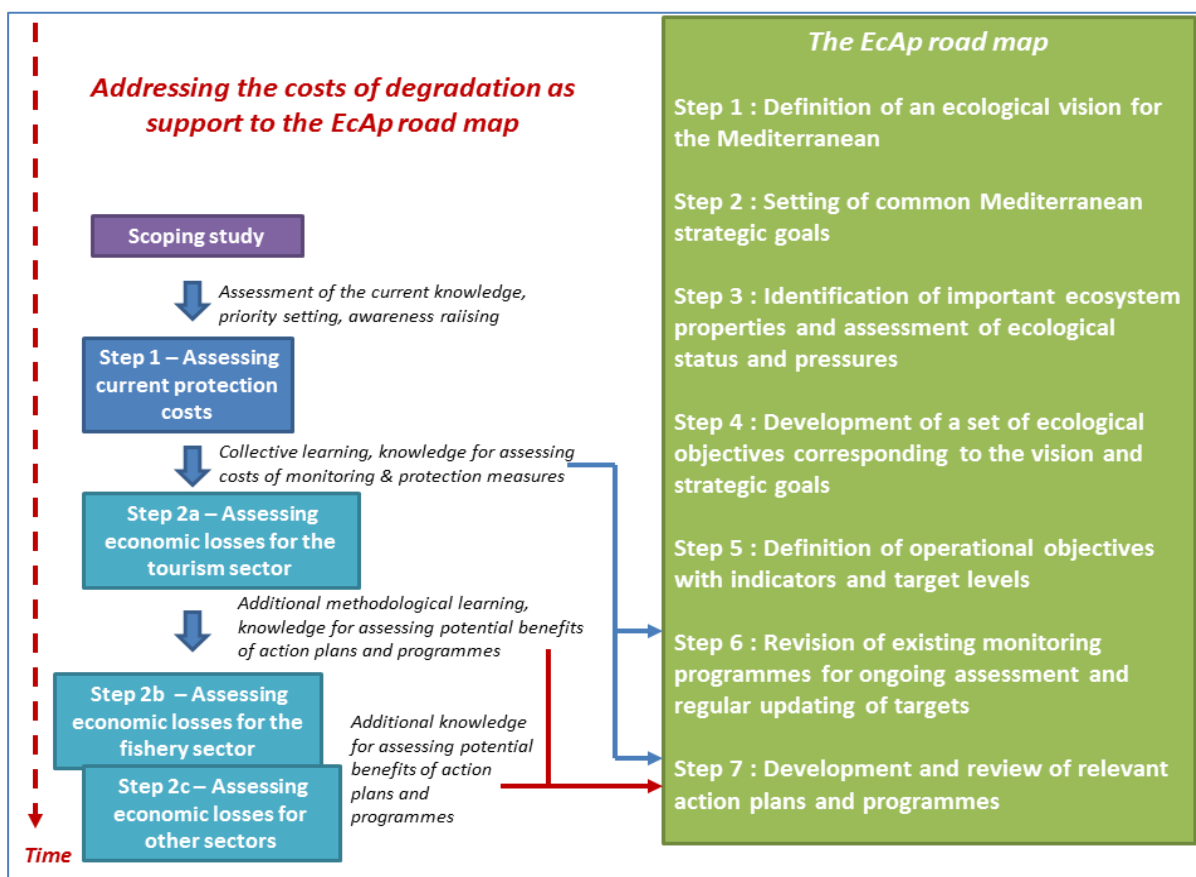 Addressing the costs of degradation as
support to the EcAp road map
Scoping study
Assessment of the current knowledge,
priority setting, awareness raiising
Step 1 – Assessing
current protection
costs
Collective learning, knowledge for assessing
costs of monitoring & protection measures
Step 2a – Assessing
economic losses for the
tourism sector
Additional methodological learning,
knowledge for assessing potential benefits
of action plans and programmes
Step 2b – Assessing
economic losses for the
fishery sector
Step 2c – Assessing
economic losses for
other sectors
Additional knowledge
for assessing potential
benefits of action
plans and
programmes
Time
The EcAp road map
Step 1 : Definition of an ecological vision for
the Mediterranean
Step 2 : Setting of common Mediterranean
strategic goals
Step 3 : Identification of important ecosystem
properties and assessment of ecological
status and pressures
Step 4 : Development of a set of ecological
objectives corresponding to the vision and
strategic goals
Step 5 : Definition of operational objectives
with indicators and target levels
Step 6 : Revision of existing monitoring
programmes for ongoing assessment and
regular updating of targets
Step 7 : Development and review of relevant
action plans and programmes